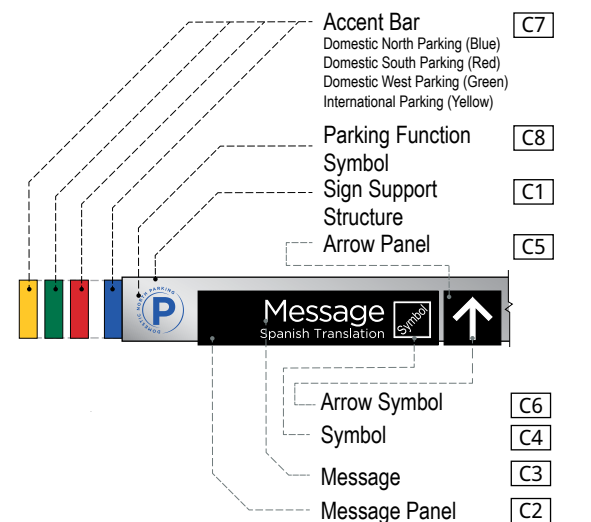 Accent Bar C7
Domestic North Parking (Blue)
Domestic South Parking (Red)
Domestic West Parking (Green)
International Parking (Yellow)
Parking Function C8
Symbol
Sign Support C1
Structure
Arrow Panel C5
DOMESTIC NORTH PARKING
P
Message
Spanish Translation
Symbol
Arrow Symbol C6
Symbol C4
Message C3
Message Panel C2